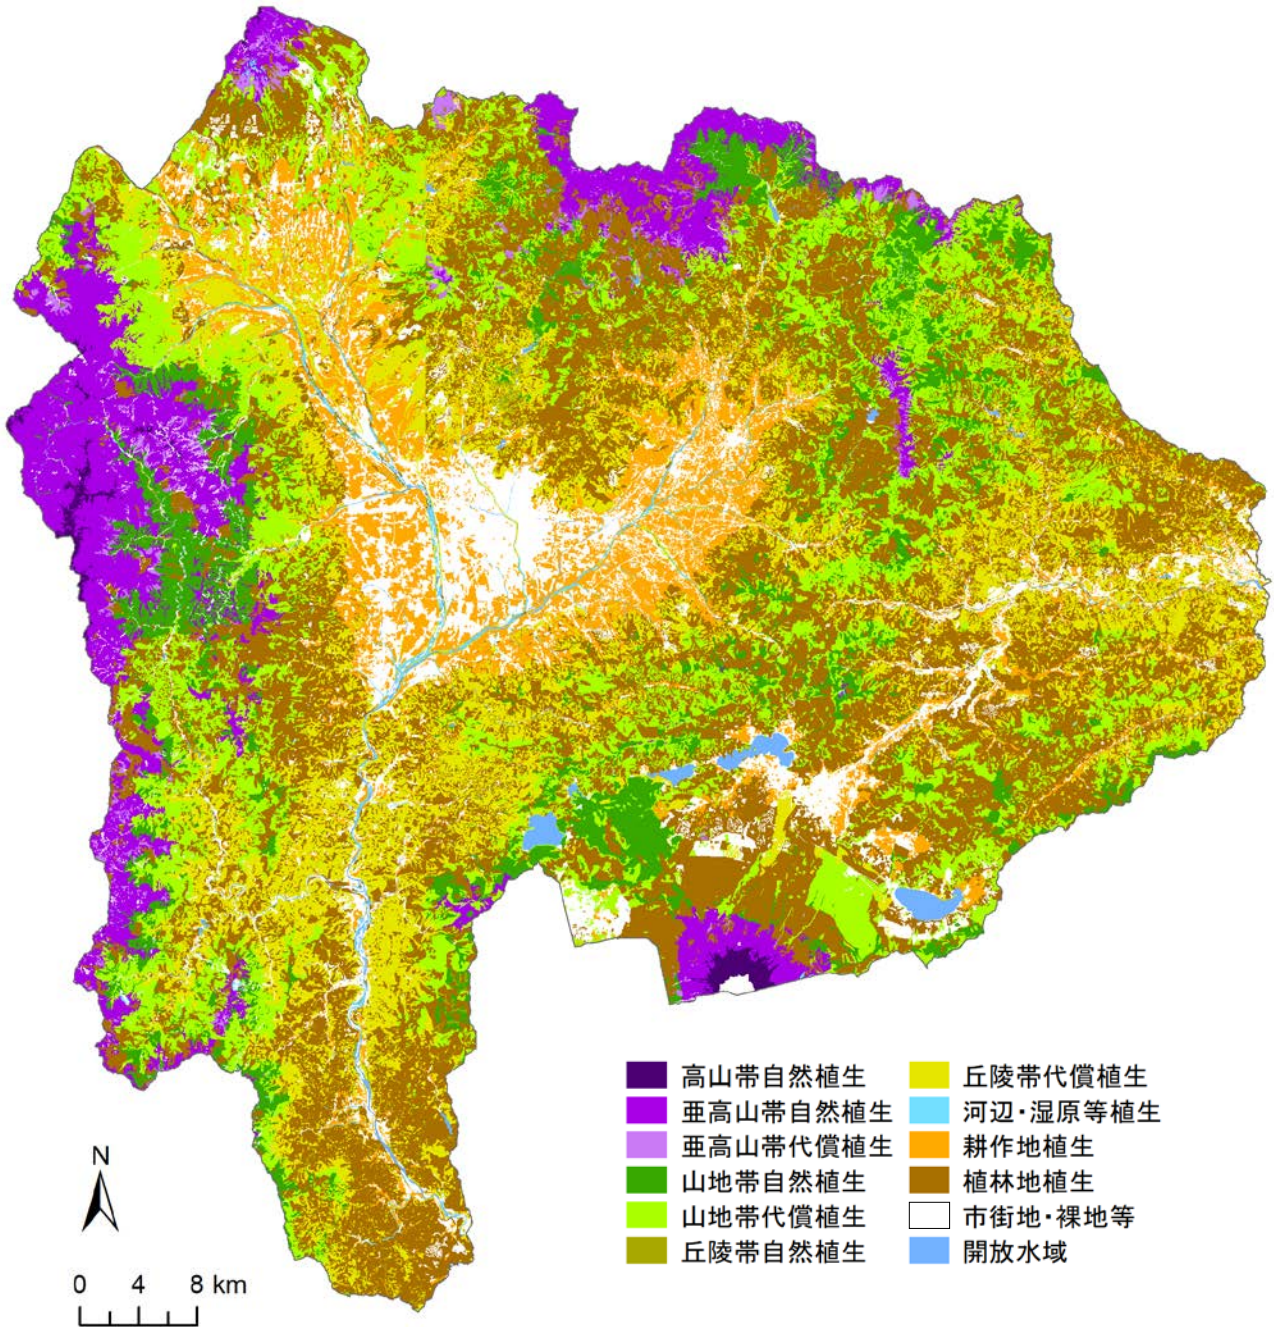 高山帯自然植生
亜高山帯自然植生
亜高山帯代償植生
山地帯自然植生
山地帯代償植生
丘陵帯自然植生
丘陵帯代償植生
河辺・湿原等植生
耕作地植生
植林地植生
市街地・裸地等
開放水域
N
0 4 8 km